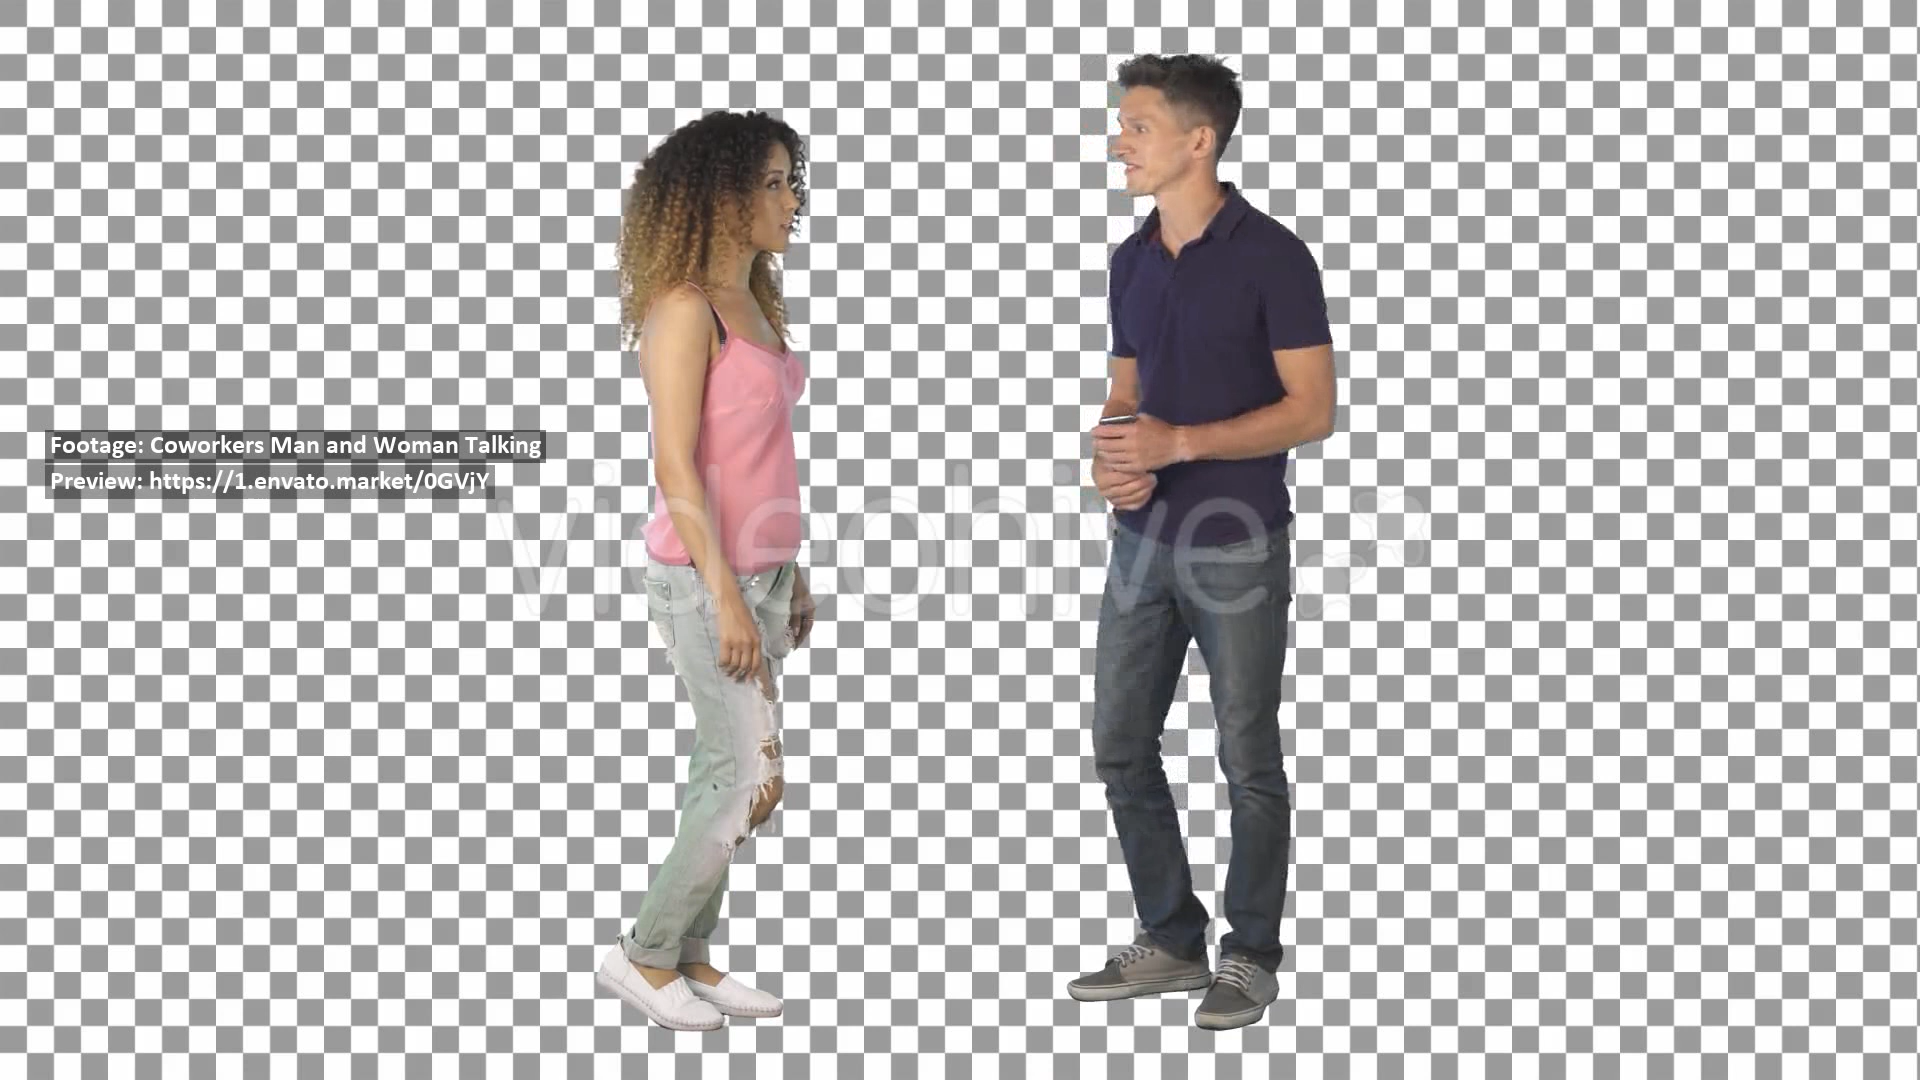 Footage: Coworkers Man and Woman Talking
Preview: https://1.envato.market/0GVjY
videohive